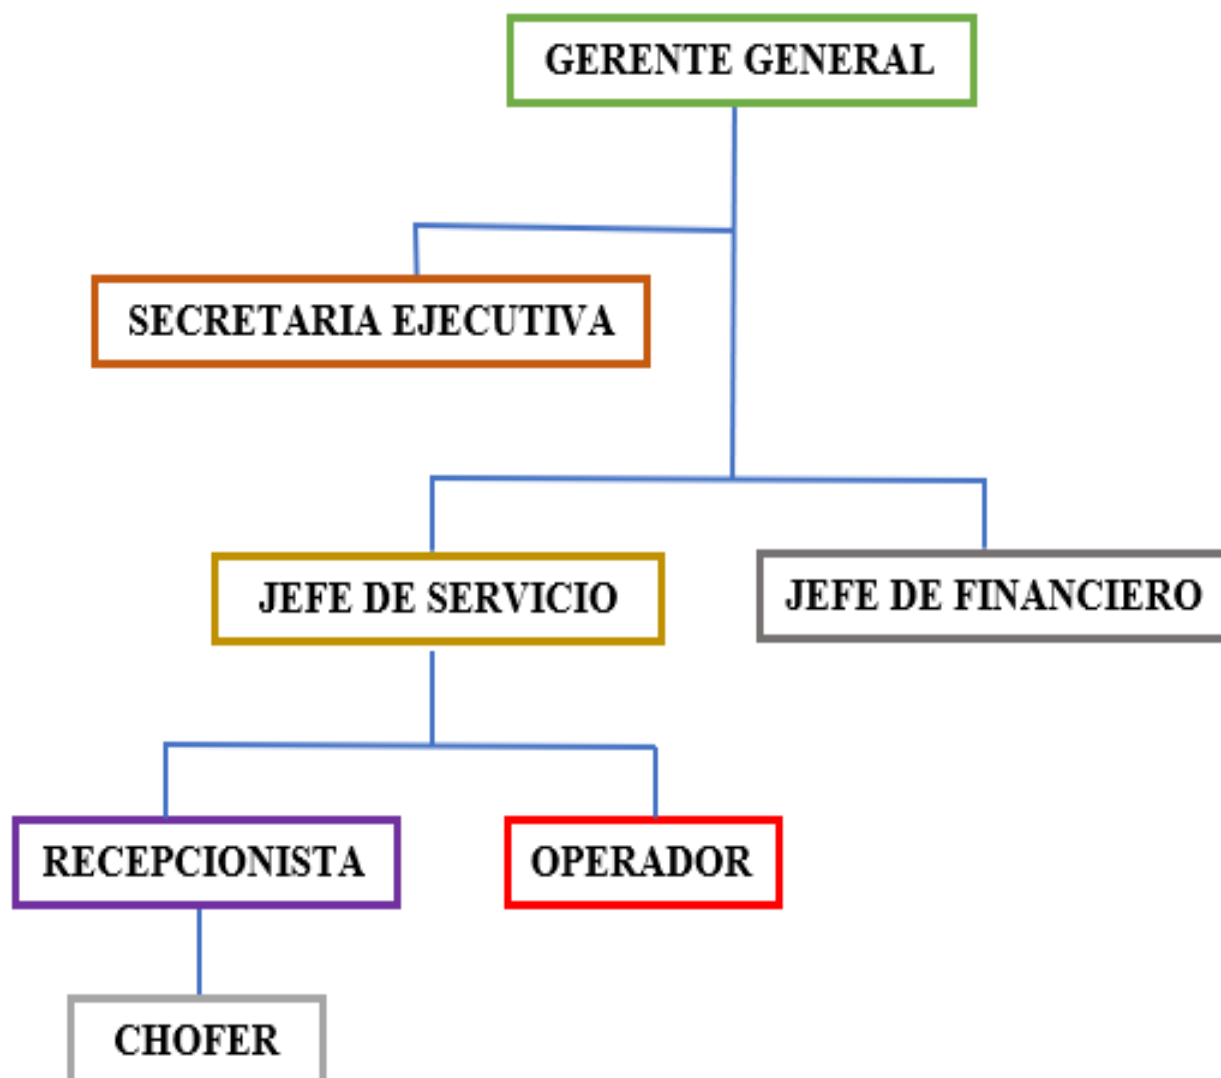 GERENTE GENERAL
SECRETARIA EJECUTIVA
JEFE DE SERVICIO
JEFE DE FINANCIERO
RECEPCIONISTA
OPERADOR
CHOFER